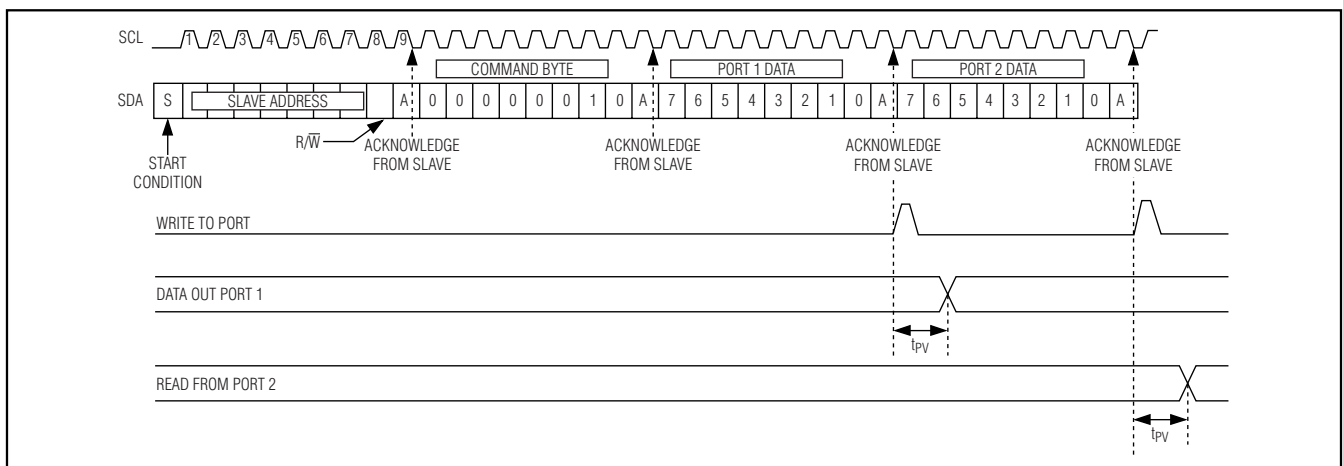 SCL 1 2 3 4 5 6 7 8 9
COMMAND BYTE PORT 1 DATA PORT 2 DATA
SDA S SLAVE ADDRESS A 0 0 0 0 0 0 1 0 A 7 6 5 4 3 2 1 0 A 7 6 5 4 3 2 1 0 A
R/W̅
START
CONDITION
ACKNOWLEDGE
FROM SLAVE
ACKNOWLEDGE
FROM SLAVE
ACKNOWLEDGE
FROM SLAVE
ACKNOWLEDGE
FROM SLAVE
WRITE TO PORT
DATA OUT PORT 1
tPV
READ FROM PORT 2
tPV